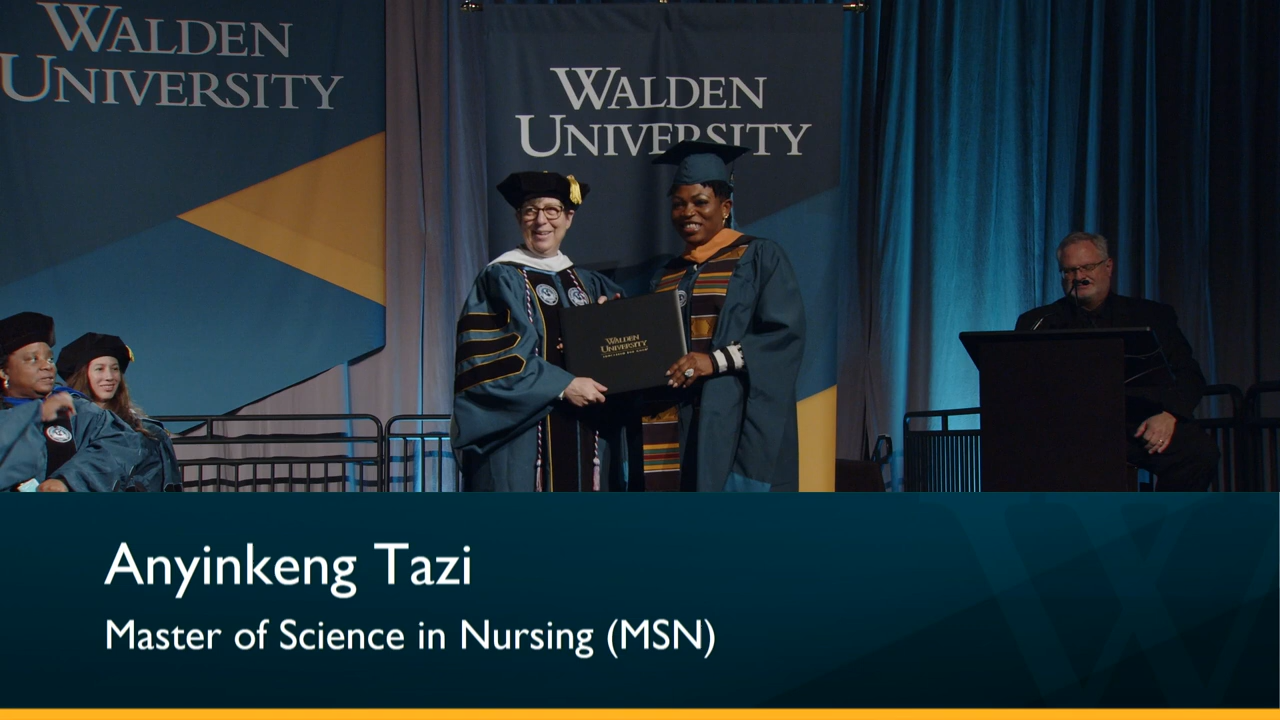 WALDEN
UNIVERSITY
WALDEN
UNIVERSITY
WALDEN
UNIVERSITY
Anyinkeng Tazi
Master of Science in Nursing (MSN)